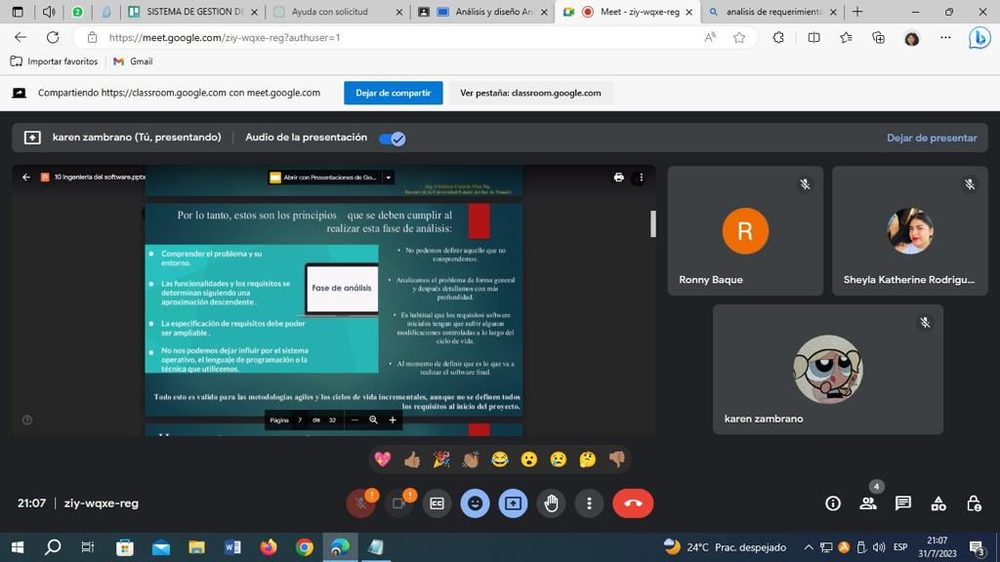 SISTEMA DE GESTION DE
Ayuda con solicitud
Análisis y diseño An
Meet - ziy-wqxe-reg
analisis de requerimiento
https://meet.google.com/ziy-wqxe-reg?authuser=1
Importar favoritos
Gmail
Compartiendo https://classroom.google.com con meet.google.com
Dejar de compartir
Ver pestaña: classroom.google.com
karen zambrano (Tú, presentando)
Audio de la presentación
Dejar de presentar
10 Ingenieria del software.pptx
Abrir con Presentaciones de Go...
Por lo tanto, estos son los principios que se deben cumplir al
realizar esta fase de análisis:
Comprender el problema y su
entorno.
Las funcionalidades y los requisitos se
determinan siguiendo una
aproximación descendente .
La especificación de requisitos debe poder
ser ampliable .
No nos podemos dejar influir por el sistema
operativo, el lenguaje de programación o la
técnica que utilicemos.
Fase de análisis
• No podemos definir aquello que no
comprendemos.
• Analizamos el problema de forma general
y después detallamos con más
profundidad.
• Es habitual que los requisitos software
iniciales tengan que sufrir algunas
modificaciones controladas a lo largo del
ciclo de vida.
• Al momento de definir que es lo que va a
realizar el software final.
Todo esto es valido para las metodologías agiles y los ciclos de vida incrementales, aunque no se definen todos
los requisitos al inicio del proyecto.
Página 7 de 32
R
Ronny Baque
Sheyla Katherine Rodrigu...
karen zambrano
21:07
ziy-wqxe-reg
4
24°C Prac. despejado
ESP
21:07
31/7/2023
3